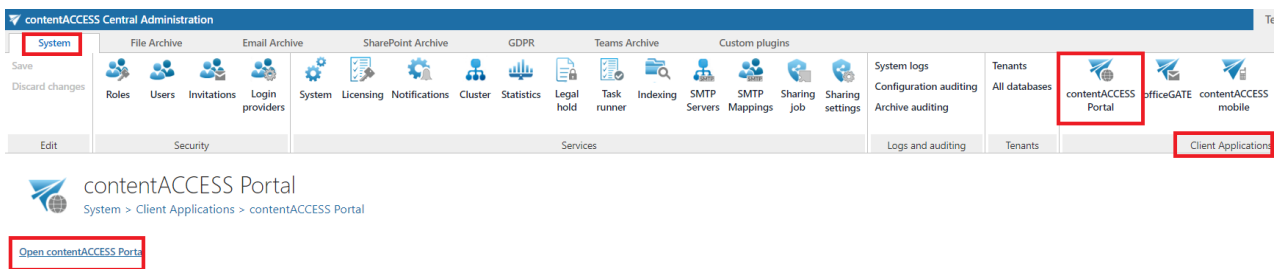 contentACCESS Central Administration
Te
System File Archive Email Archive SharePoint Archive GDPR Teams Archive Custom plugins
Save
Discard changes
Roles Users Invitations Login providers System Licensing Notifications Cluster Statistics Legal hold Task runner Indexing SMTP Servers SMTP Mappings Sharing job Sharing settings
System logs
Configuration auditing
Archive auditing
Tenants
All databases
contentACCESS Portal officeGATE contentACCESS mobile
Edit Security Services Logs and auditing Tenants Client Applications
contentACCESS Portal
System > Client Applications > contentACCESS Portal
Open contentACCESS Porta